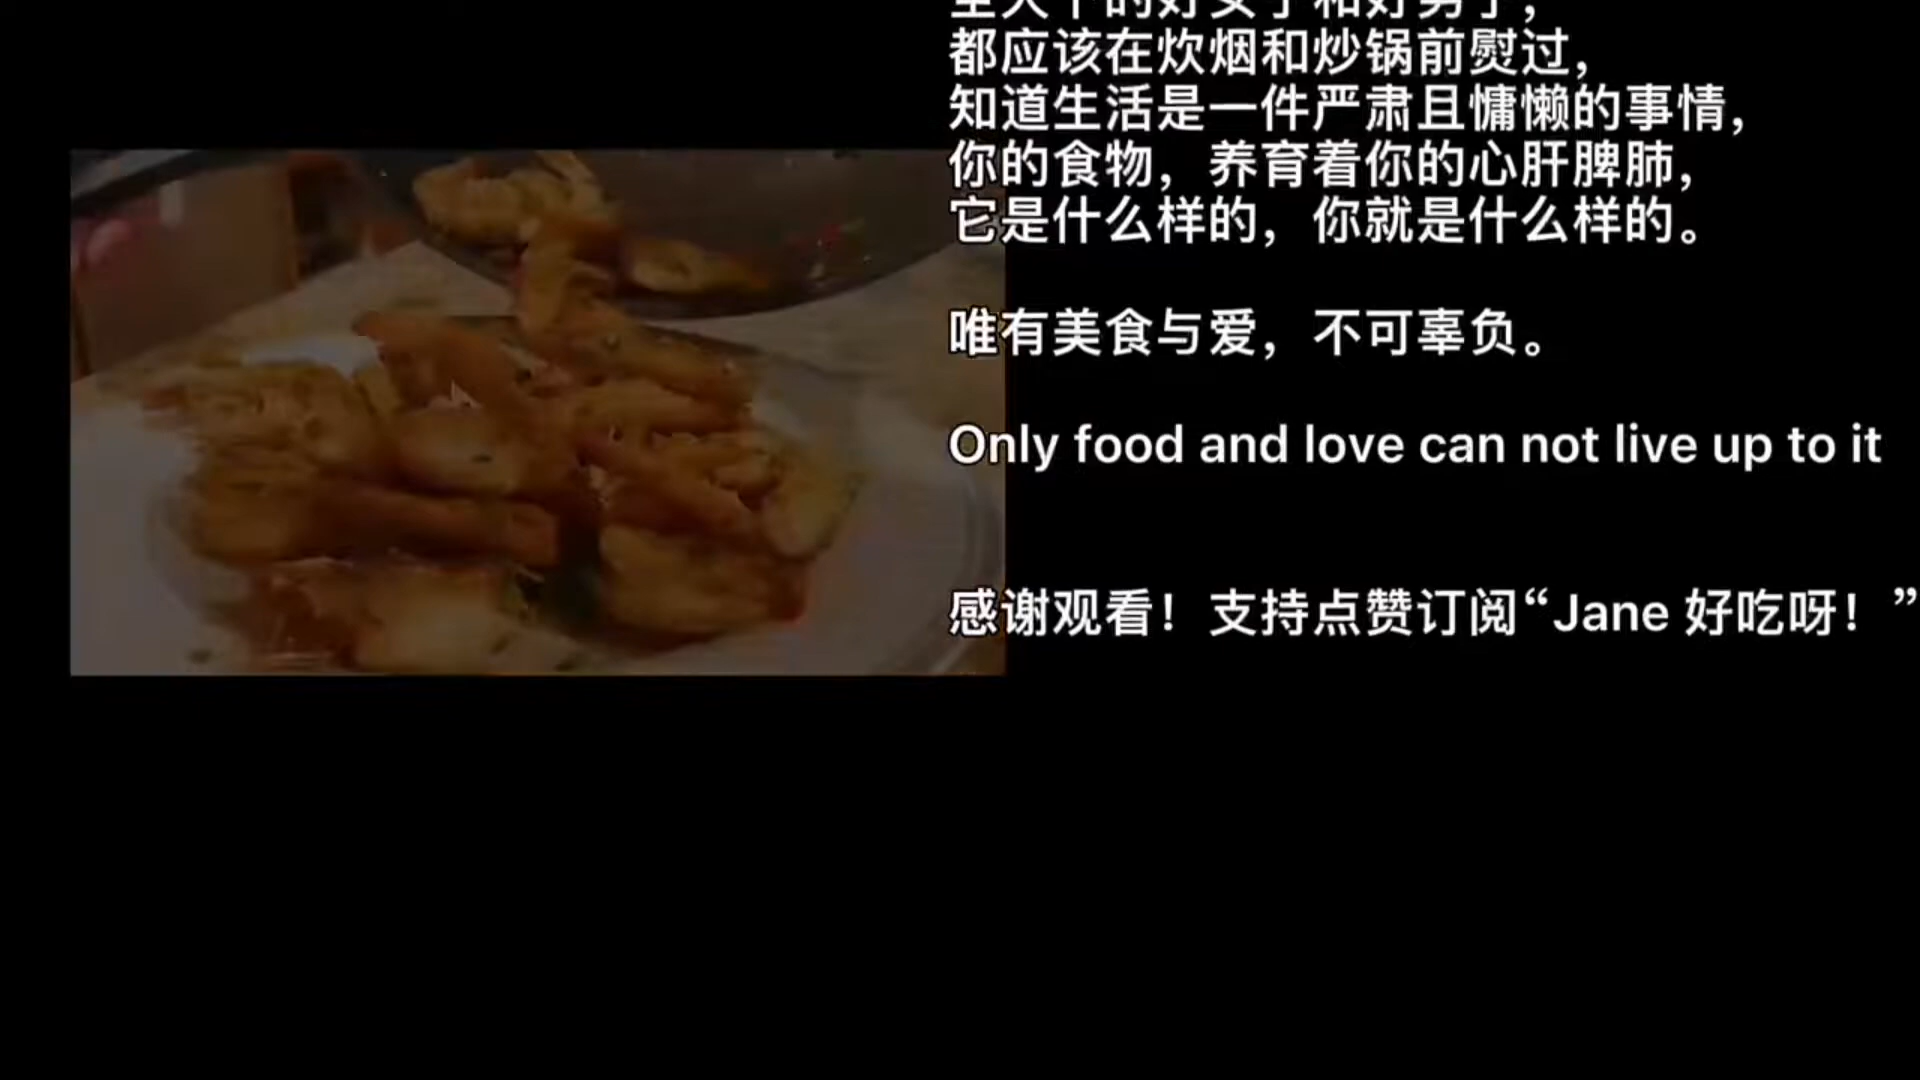 都应该在炊烟和炒锅前熨过，
知道生活是一件严肃且慵懒的事情，
你的食物，养育着你的心肝脾肺，
它是什么样的，你就是什么样的。
唯有美食与爱，不可辜负。
Only food and love can not live up to it
感谢观看！支持点赞订阅“Jane 好吃呀！”